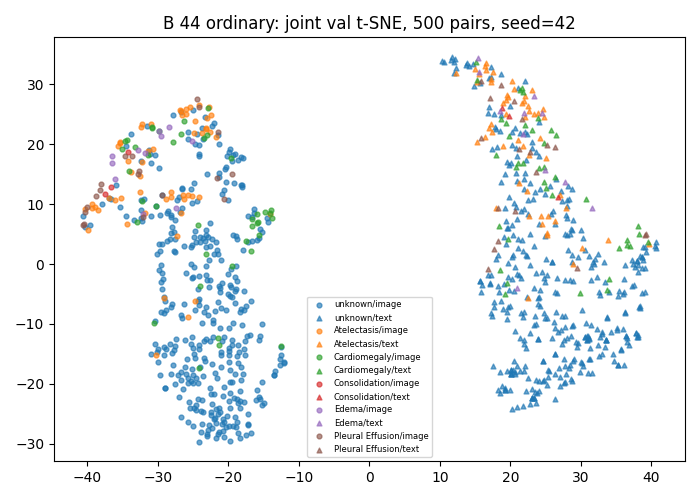 B 44 ordinary: joint val t-SNE, 500 pairs, seed=42
30
20
10
0
−10
−20
−30
−40
−30
−20
−10
0
10
20
30
40
unknown/image
unknown/text
Atelectasis/image
Atelectasis/text
Cardiomegaly/image
Cardiomegaly/text
Consolidation/image
Consolidation/text
Edema/image
Edema/text
Pleural Effusion/image
Pleural Effusion/text